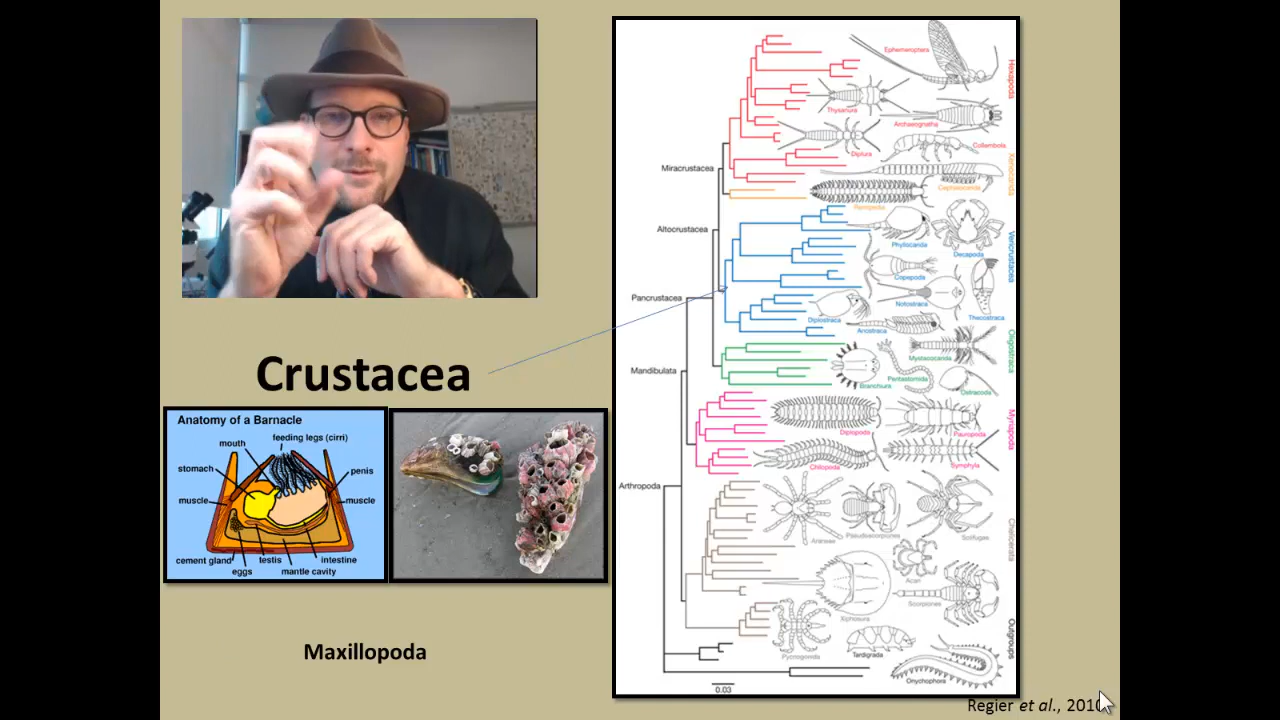 Crustacea
Anatomy of a Barnacle
mouth
feeding legs (cirri)
stomach
penis
muscle
muscle
cement gland
testis
intestine
eggs
mantle cavity
Maxillopoda
Ephemeroptera
Hexapoda
Thysanura
Archaeognatha
Diplura
Collembola
Miracrustacea
Cephalocarida
Remipedia
Altocrustacea
Phyllocarida
Decapoda
Vericrustacea
Copepoda
Pancrustacea
Notostraca
Thecostraca
Diplostraca
Anostraca
Oligostraca
Mystacocarida
Mandibulata
Branchiura
Pentastomida
Ostracoda
Myriapoda
Diplopoda
Pauropoda
Chilopoda
Symphyla
Arthropoda
Araneae
Pseudoscorpiones
Solifugae
Chelicerata
Acari
Scorpiones
Xiphosura
Outgroups
Pycnogonida
Tardigrada
Onychophora
0.03
Regier et al., 2010